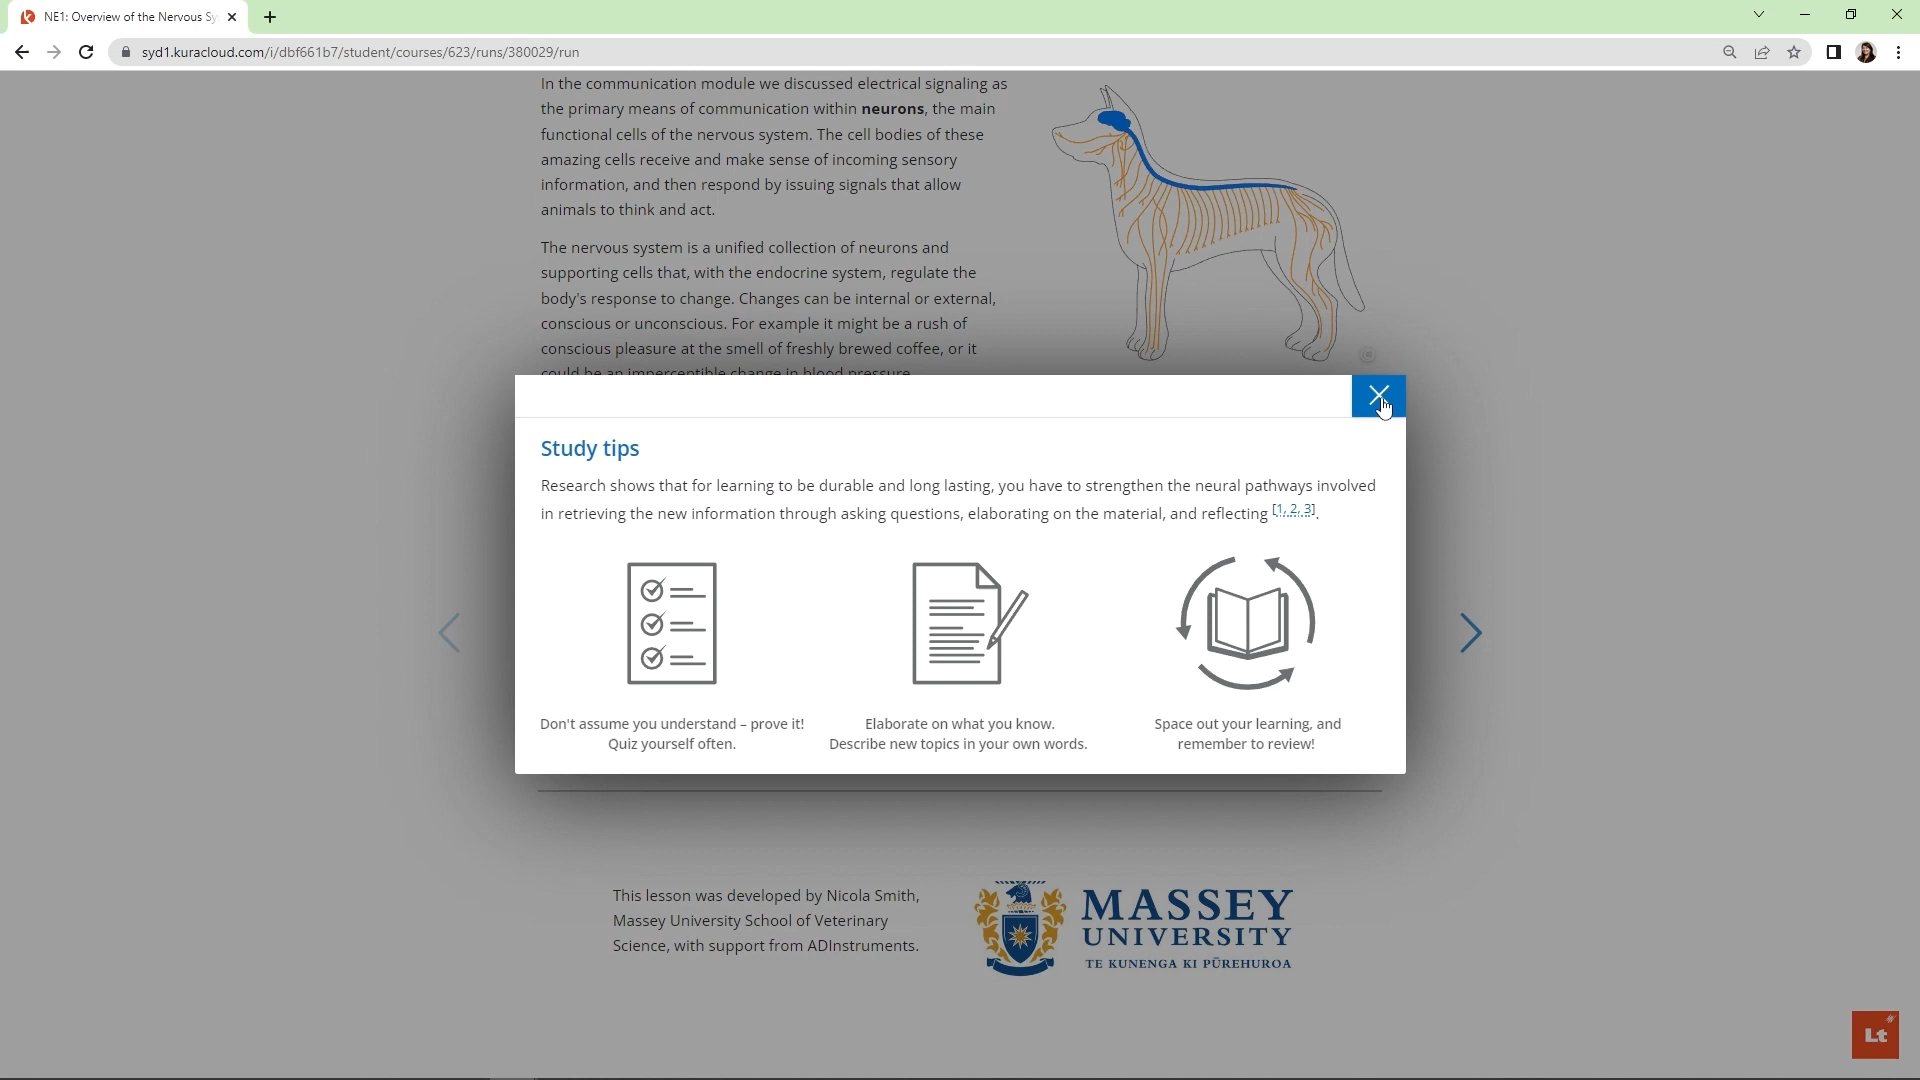 NE1: Overview of the Nervous Sy
syd1.kuracloud.com/i/dbf661b7/student/courses/623/runs/380029/run
In the communication module we discussed electrical signaling as
the primary means of communication within neurons, the main
functional cells of the nervous system. The cell bodies of these
amazing cells receive and make sense of incoming sensory
information, and then respond by issuing signals that allow
animals to think and act.
The nervous system is a unified collection of neurons and
supporting cells that, with the endocrine system, regulate the
body's response to change. Changes can be internal or external,
conscious or unconscious. For example it might be a rush of
conscious pleasure at the smell of freshly brewed coffee, or it
could be an imperceptible change in blood pressure.
Study tips
Research shows that for learning to be durable and long lasting, you have to strengthen the neural pathways involved
in retrieving the new information through asking questions, elaborating on the material, and reflecting [1, 2, 3].
Don't assume you understand – prove it!
Quiz yourself often.
Elaborate on what you know.
Describe new topics in your own words.
Space out your learning, and
remember to review!
This lesson was developed by Nicola Smith,
Massey University School of Veterinary
Science, with support from ADInstruments.
MASSEY
UNIVERSITY
TE KUNENGA KI PŪREHUROA
Lt